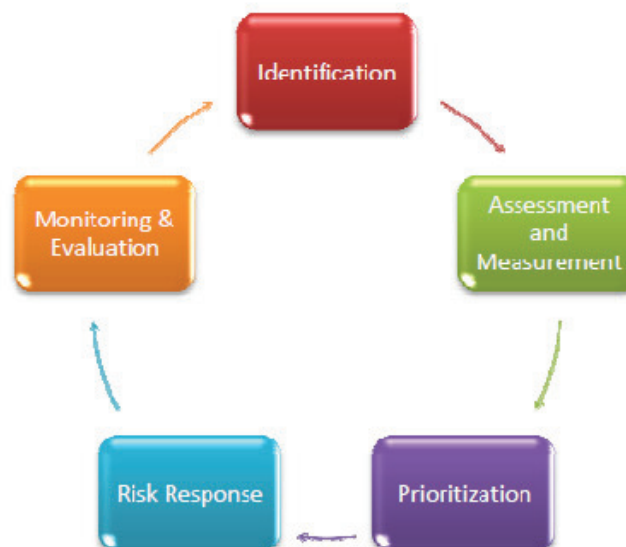 Identification
Assessment
and
Measurement
Prioritization
Risk Response
Monitoring &
Evaluation